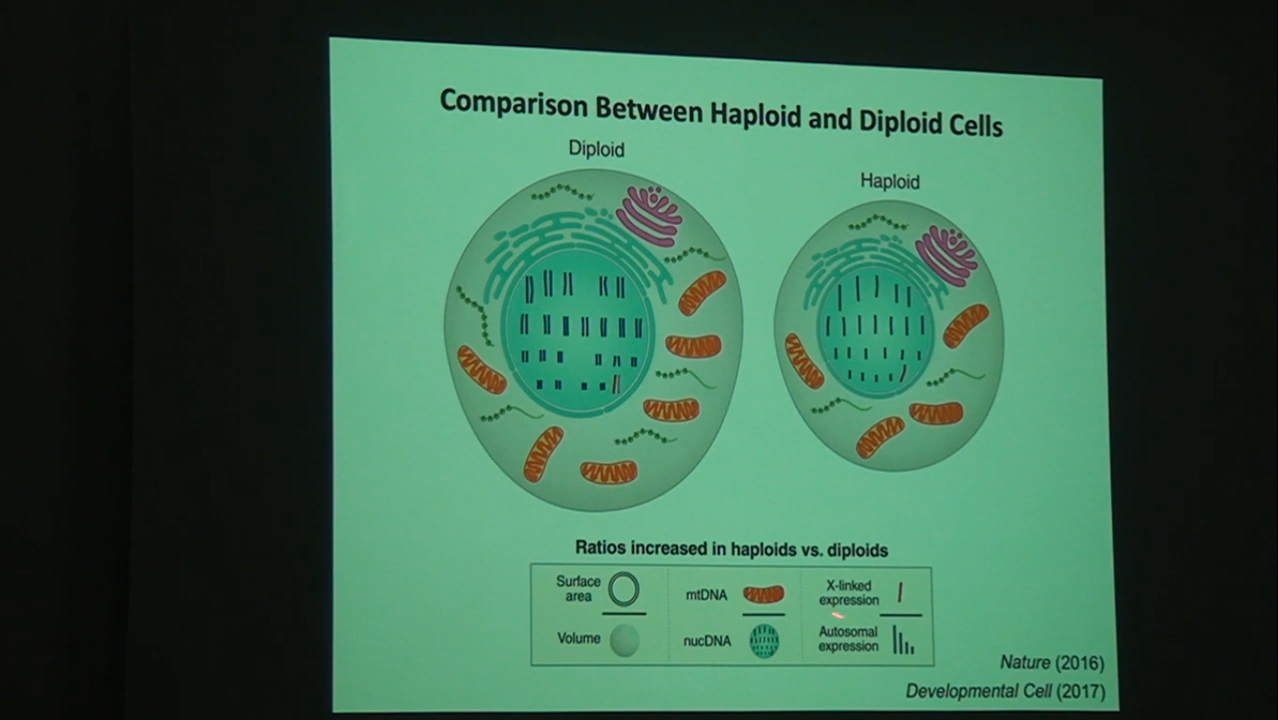 Comparison Between Haploid and Diploid Cells
Diploid
Haploid
Ratios increased in haploids vs. diploids
Surface
area
Volume
mtDNA
nucDNA
X-linked
expression
Autosomal
expression
Nature (2016)
Developmental Cell (2017)